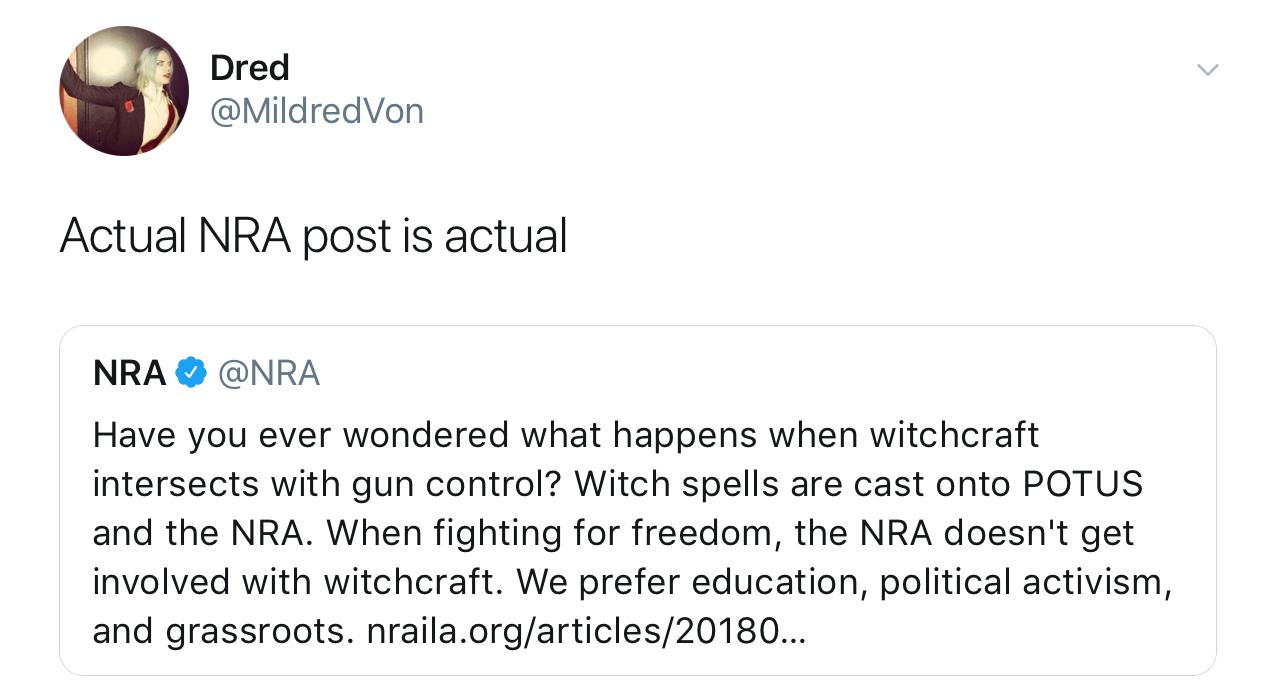 Dred
@MildredVon
Actual NRA post is actual
NRA @NRA
Have you ever wondered what happens when witchcraft
intersects with gun control? Witch spells are cast onto POTUS
and the NRA. When fighting for freedom, the NRA doesn't get
involved with witchcraft. We prefer education, political activism,
and grassroots. nraila.org/articles/20180...